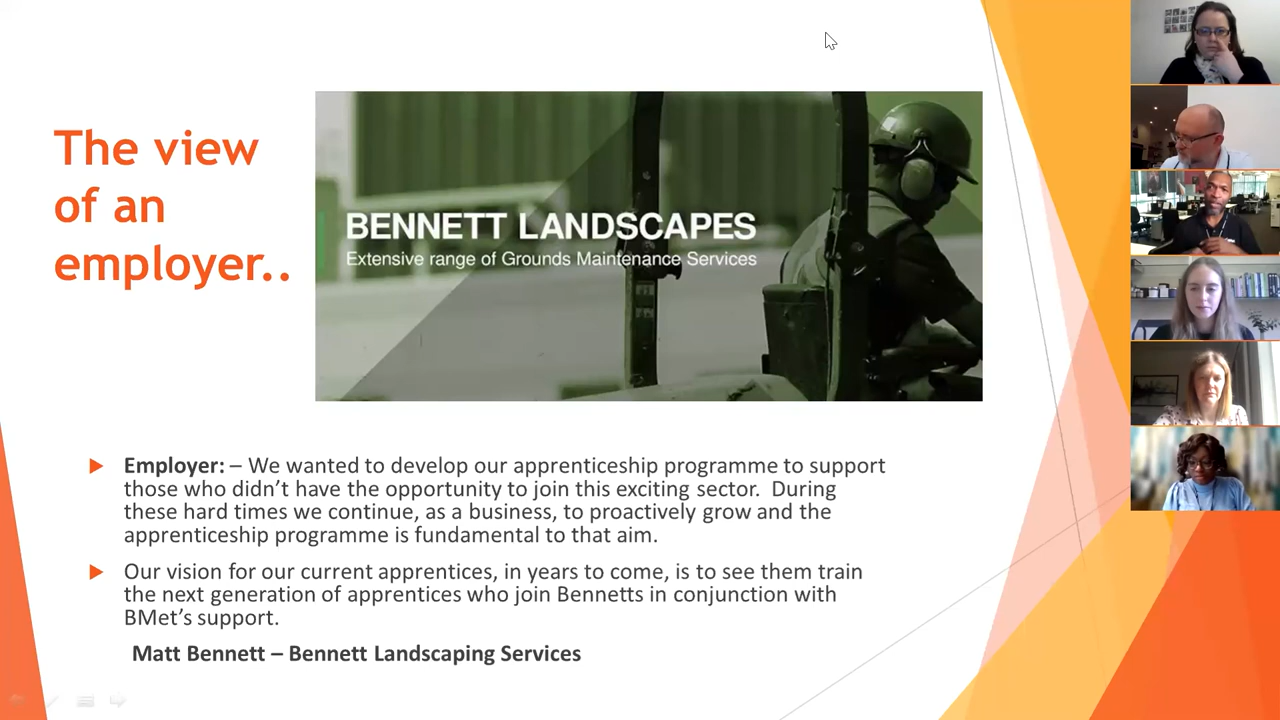 The view
of an
employer..
BENNETT LANDSCAPES
Extensive range of Grounds Maintenance Services
Employer: – We wanted to develop our apprenticeship programme to support
those who didn’t have the opportunity to join this exciting sector.  During
these hard times we continue, as a business, to proactively grow and the
apprenticeship programme is fundamental to that aim.
Our vision for our current apprentices, in years to come, is to see them train
the next generation of apprentices who join Bennetts in conjunction with
BMet’s support.
Matt Bennett – Bennett Landscaping Services